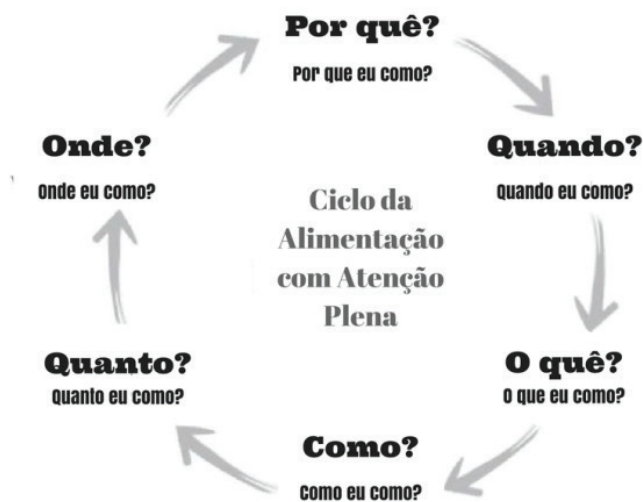 Por quê?
Por que eu como?
Quando?
Quando eu como?
O quê?
O que eu como?
Como?
Como eu como?
Quanto?
Quanto eu como?
Onde?
Onde eu como?
Ciclo da
Alimentação
com Atenção
Plena